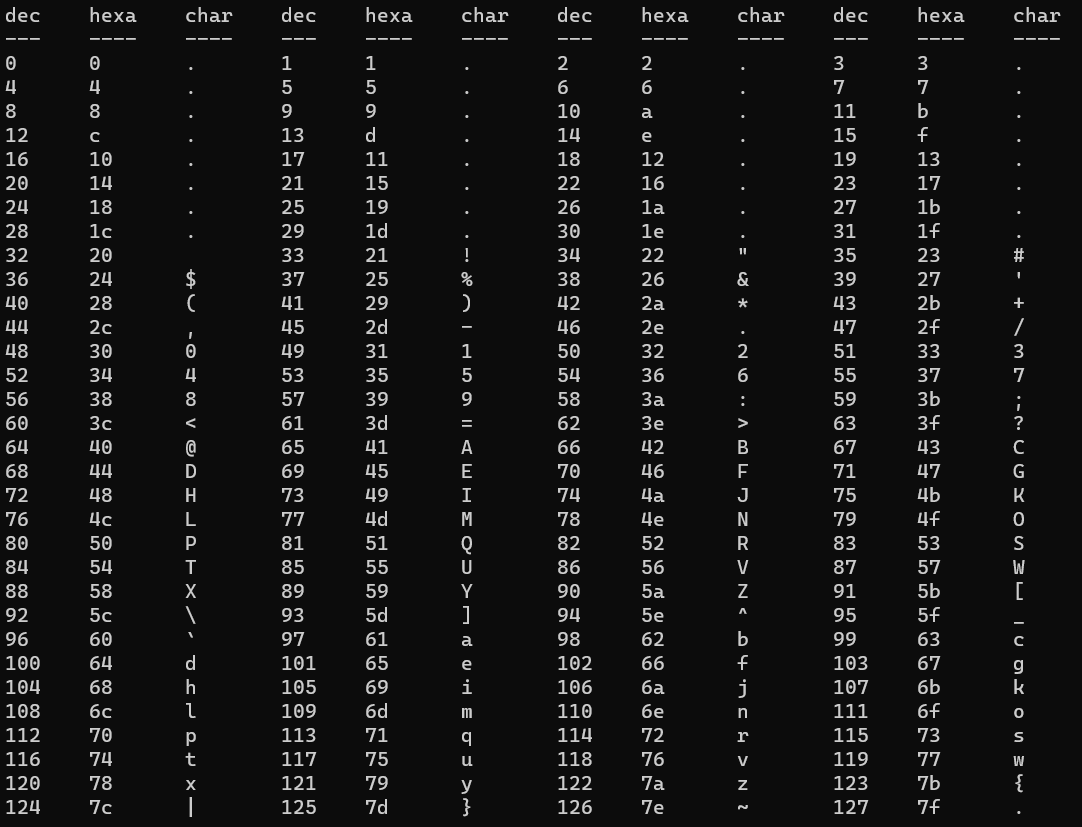 dec hexa char dec hexa char dec hexa char dec hexa char
--- ---- ---- --- ---- ---- --- ---- ---- --- ---- ----
0 0 . 1 1 . 2 2 . 3 3 .
4 4 . 5 5 . 6 6 . 7 7 .
8 8 . 9 9 . 10 a . 11 b .
12 c . 13 d . 14 e . 15 f .
16 10 . 17 11 . 18 12 . 19 13 .
20 14 . 21 15 . 22 16 . 23 17 .
24 18 . 25 19 . 26 1a . 27 1b .
28 1c . 29 1d . 30 1e . 31 1f .
32 20   33 21 ! 34 22 " 35 23 #
36 24 $ 37 25 % 38 26 & 39 27 '
40 28 ( 41 29 ) 42 2a * 43 2b +
44 2c , 45 2d - 46 2e . 47 2f /
48 30 0 49 31 1 50 32 2 51 33 3
52 34 4 53 35 5 54 36 6 55 37 7
56 38 8 57 39 9 58 3a : 59 3b ;
60 3c < 61 3d = 62 3e > 63 3f ?
64 40 @ 65 41 A 66 42 B 67 43 C
68 44 D 69 45 E 70 46 F 71 47 G
72 48 H 73 49 I 74 4a J 75 4b K
76 4c L 77 4d M 78 4e N 79 4f O
80 50 P 81 51 Q 82 52 R 83 53 S
84 54 T 85 55 U 86 56 V 87 57 W
88 58 X 89 59 Y 90 5a Z 91 5b [
92 5c \ 93 5d ] 94 5e ^ 95 5f _
96 60 ` 97 61 a 98 62 b 99 63 c
100 64 d 101 65 e 102 66 f 103 67 g
104 68 h 105 69 i 106 6a j 107 6b k
108 6c l 109 6d m 110 6e n 111 6f o
112 70 p 113 71 q 114 72 r 115 73 s
116 74 t 117 75 u 118 76 v 119 77 w
120 78 x 121 79 y 122 7a z 123 7b {
124 7c | 125 7d } 126 7e ~ 127 7f .